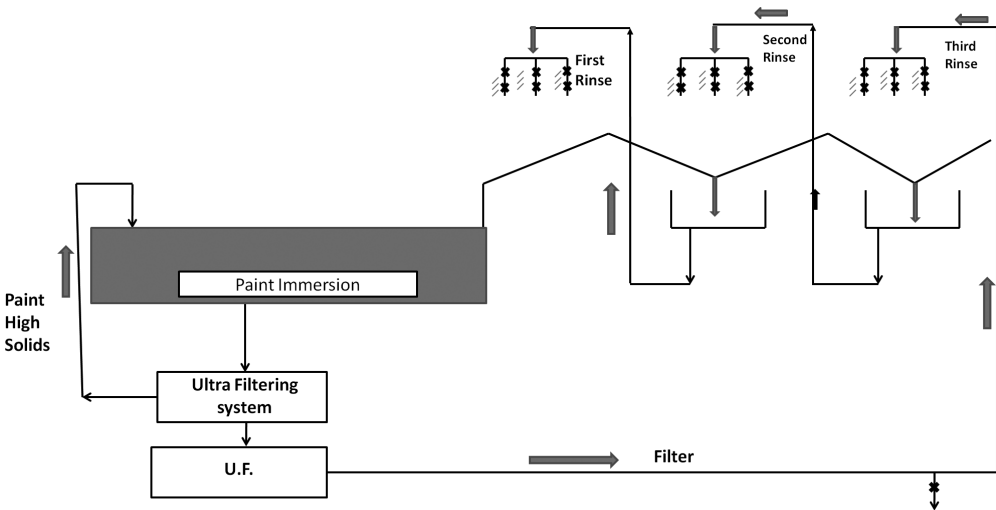 First
Rinse
Second
Rinse
Third
Rinse
Paint Immersion
Paint
High
Solids
Ultra Filtering
system
U.F.
Filter